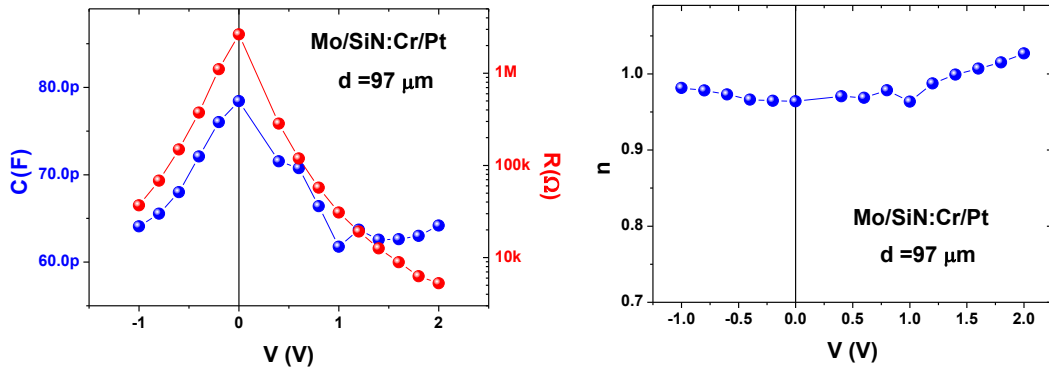 Mo/SiN:Cr/Pt
d =97 μm
80.0p
70.0p
60.0p
C(F)
1M
100k
10k
R(Ω)
-1 0 1 2
V (V)
1.0
0.9
0.8
0.7
n
Mo/SiN:Cr/Pt
d =97 μm
-1.0 -0.5 0.0 0.5 1.0 1.5 2.0
V (V)